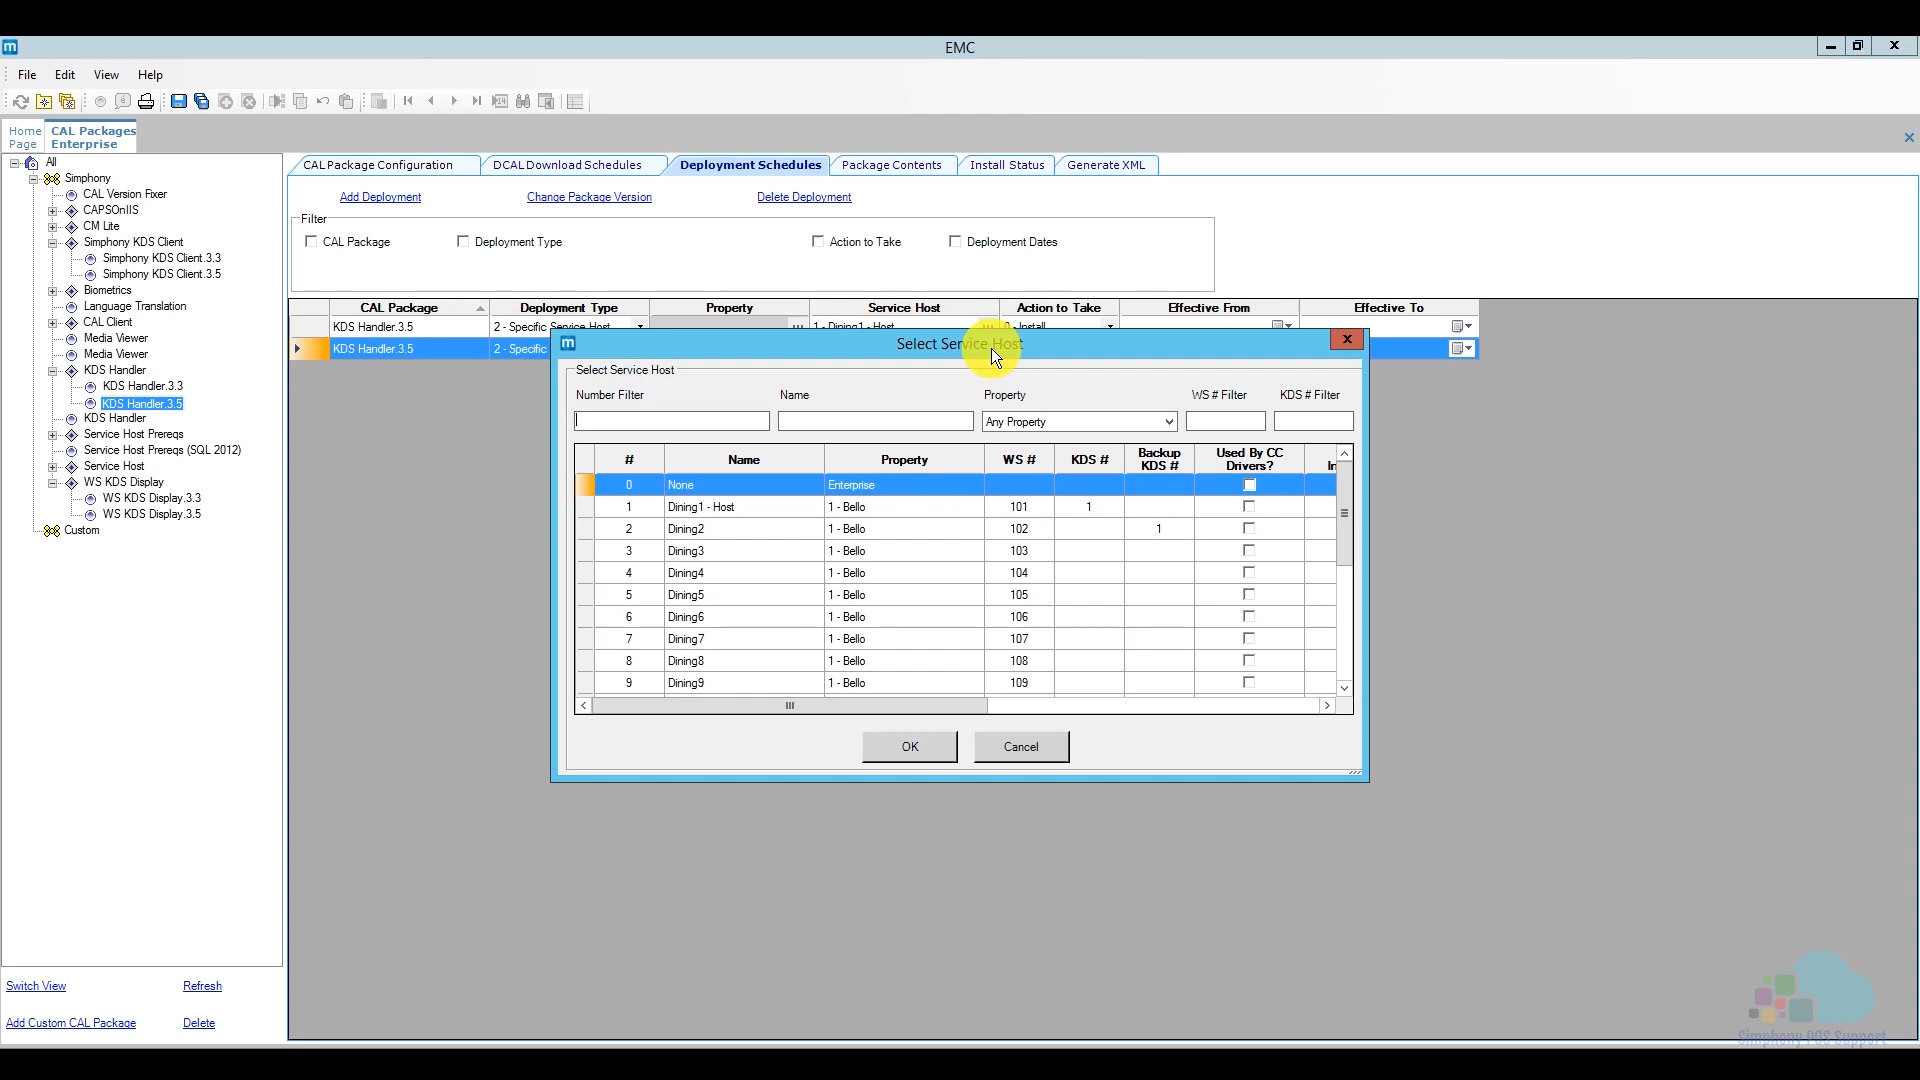 EMC
File Edit View Help
Home Page
CAL Packages Enterprise
All
Simphony
CAL Version Fixer
CAPSOnIIS
CM Lite
Simphony KDS Client
Simphony KDS Client.3.3
Simphony KDS Client.3.5
Biometrics
Language Translation
CAL Client
Media Viewer
Media Viewer
KDS Handler
KDS Handler.3.3
KDS Handler.3.5
KDS Handler
Service Host Prereqs
Service Host Prereqs (SQL 2012)
Service Host
WS KDS Display
WS KDS Display.3.3
WS KDS Display.3.5
Custom
Switch View Refresh
Add Custom CAL Package Delete
CAL Package Configuration DCAL Download Schedules Deployment Schedules Package Contents Install Status Generate XML
Add Deployment Change Package Version Delete Deployment
Filter
CAL Package Deployment Type Action to Take Deployment Dates
CAL Package Deployment Type Property Service Host Action to Take Effective From Effective To
KDS Handler.3.5 2 - Specific Service Host 1 - Dining1 - Host 0 - Install
KDS Handler.3.5 2 - Specific
Select Service Host
Select Service Host
Number Filter Name Property WS # Filter KDS # Filter
Any Property
# Name Property WS # KDS # Backup KDS # Used By CC Drivers? In
0 None Enterprise
1 Dining1 - Host 1 - Bello 101 1
2 Dining2 1 - Bello 102 1
3 Dining3 1 - Bello 103
4 Dining4 1 - Bello 104
5 Dining5 1 - Bello 105
6 Dining6 1 - Bello 106
7 Dining7 1 - Bello 107
8 Dining8 1 - Bello 108
9 Dining9 1 - Bello 109
OK Cancel
Simphony POS Support